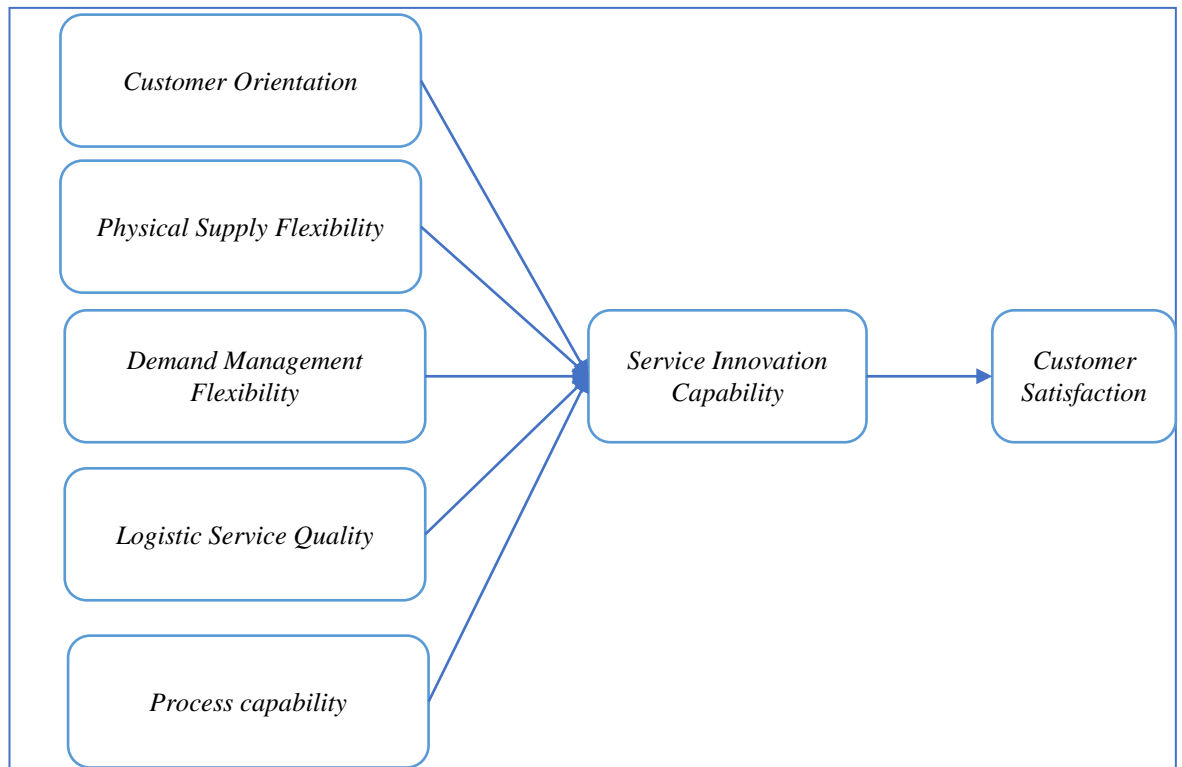 Customer Orientation
Physical Supply Flexibility
Demand Management
Flexibility
Logistic Service Quality
Process capability
Service Innovation
Capability
Customer
Satisfaction